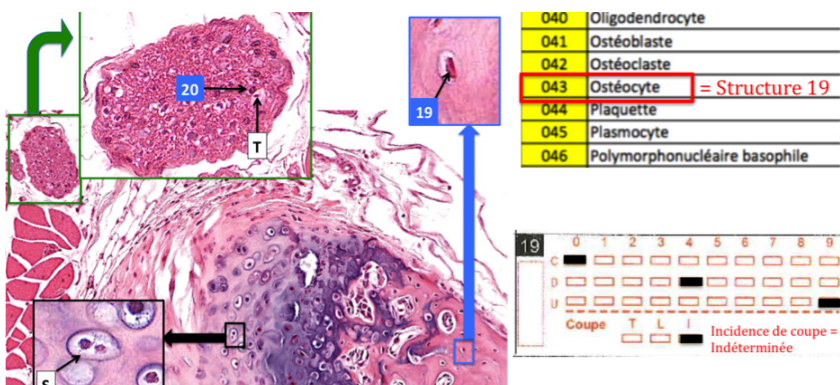 20
T
19
S
040 Oligodendrocyte
041 Ostéoblaste
042 Ostéoclaste
043 Ostéocyte = Structure 19
044 Plaquette
045 Plasmocyte
046 Polymorphonucléaire basophile
19
0 1 2 3 4 5 6 7 8 9
C
D
U
Coupe T L I
Incidence de coupe =
Indéterminée